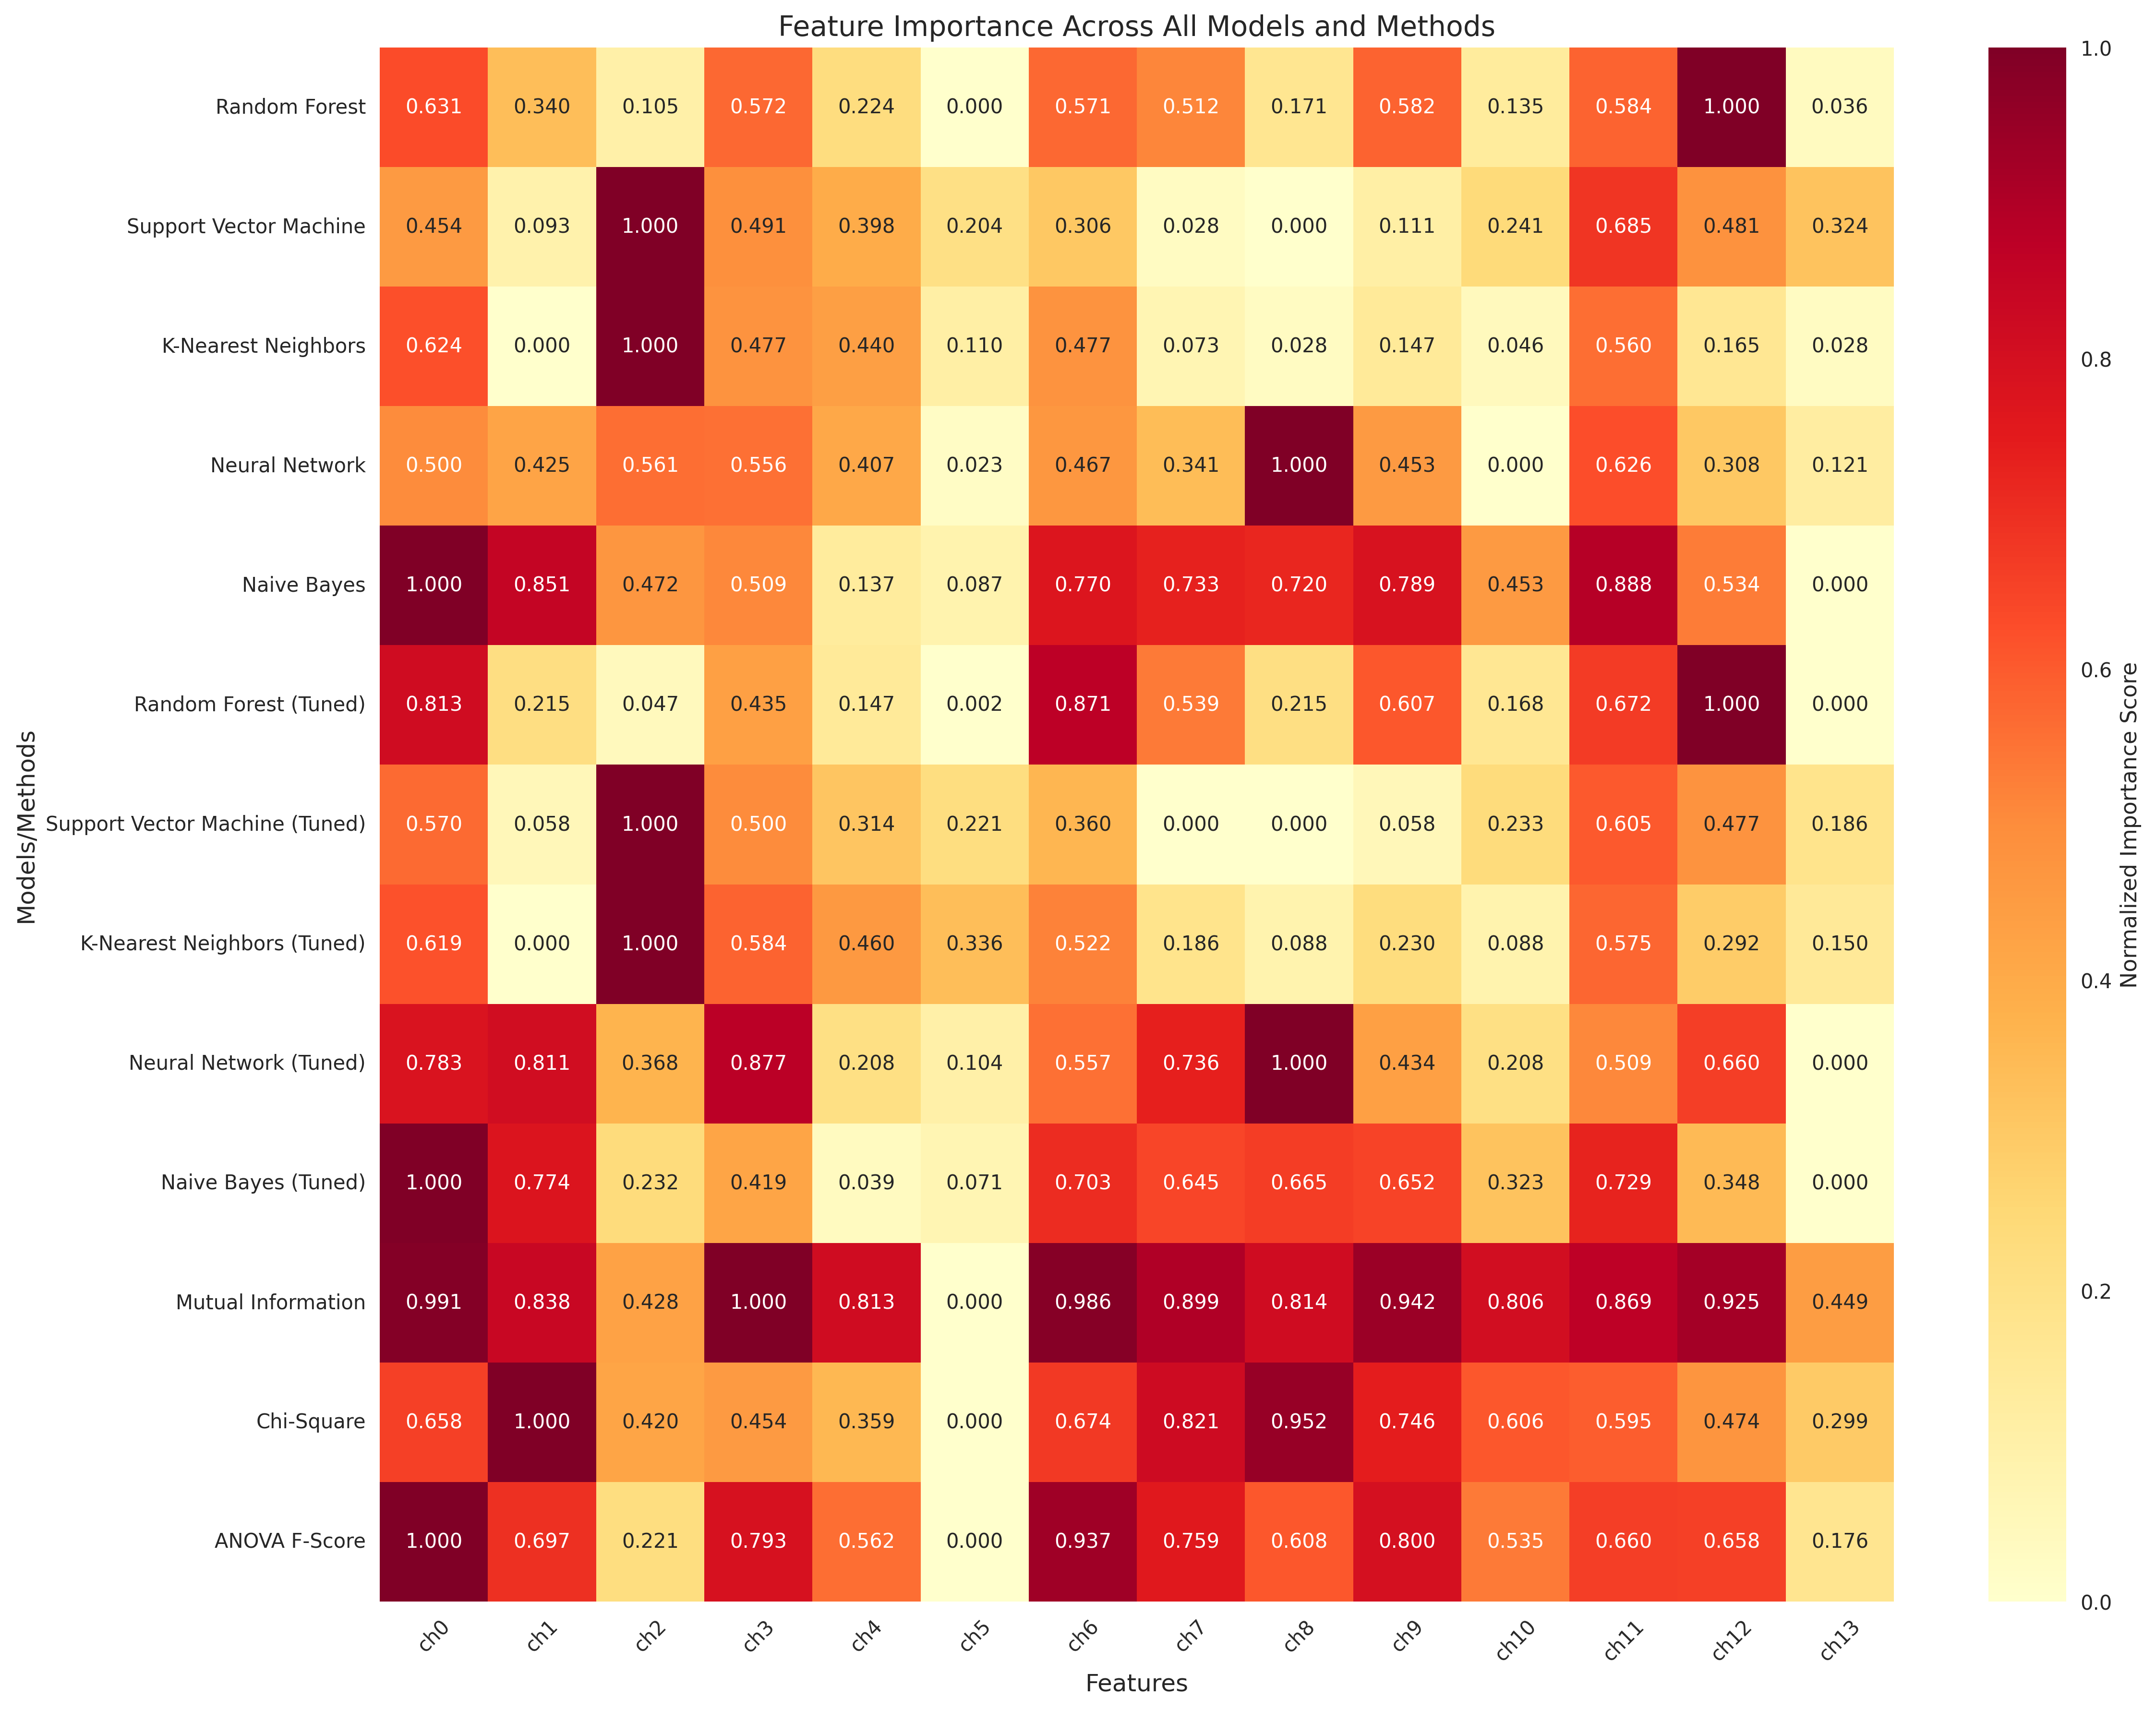 Feature Importance Across All Models and Methods
Random Forest 0.631 0.340 0.105 0.572 0.224 0.000 0.571 0.512 0.171 0.582 0.135 0.584 1.000 0.036
Support Vector Machine 0.454 0.093 1.000 0.491 0.398 0.204 0.306 0.028 0.000 0.111 0.241 0.685 0.481 0.324
K-Nearest Neighbors 0.624 0.000 1.000 0.477 0.440 0.110 0.477 0.073 0.028 0.147 0.046 0.560 0.165 0.028
Neural Network 0.500 0.425 0.561 0.556 0.407 0.023 0.467 0.341 1.000 0.453 0.000 0.626 0.308 0.121
Naive Bayes 1.000 0.851 0.472 0.509 0.137 0.087 0.770 0.733 0.720 0.789 0.453 0.888 0.534 0.000
Random Forest (Tuned) 0.813 0.215 0.047 0.435 0.147 0.002 0.871 0.539 0.215 0.607 0.168 0.672 1.000 0.000
Support Vector Machine (Tuned) 0.570 0.058 1.000 0.500 0.314 0.221 0.360 0.000 0.000 0.058 0.233 0.605 0.477 0.186
K-Nearest Neighbors (Tuned) 0.619 0.000 1.000 0.584 0.460 0.336 0.522 0.186 0.088 0.230 0.088 0.575 0.292 0.150
Neural Network (Tuned) 0.783 0.811 0.368 0.877 0.208 0.104 0.557 0.736 1.000 0.434 0.208 0.509 0.660 0.000
Naive Bayes (Tuned) 1.000 0.774 0.232 0.419 0.039 0.071 0.703 0.645 0.665 0.652 0.323 0.729 0.348 0.000
Mutual Information 0.991 0.838 0.428 1.000 0.813 0.000 0.986 0.899 0.814 0.942 0.806 0.869 0.925 0.449
Chi-Square 0.658 1.000 0.420 0.454 0.359 0.000 0.674 0.821 0.952 0.746 0.606 0.595 0.474 0.299
ANOVA F-Score 1.000 0.697 0.221 0.793 0.562 0.000 0.937 0.759 0.608 0.800 0.535 0.660 0.658 0.176
ch0 ch1 ch2 ch3 ch4 ch5 ch6 ch7 ch8 ch9 ch10 ch11 ch12 ch13
Features
Models/Methods
1.0
0.8
0.6
0.4
0.2
0.0
Normalized Importance Score